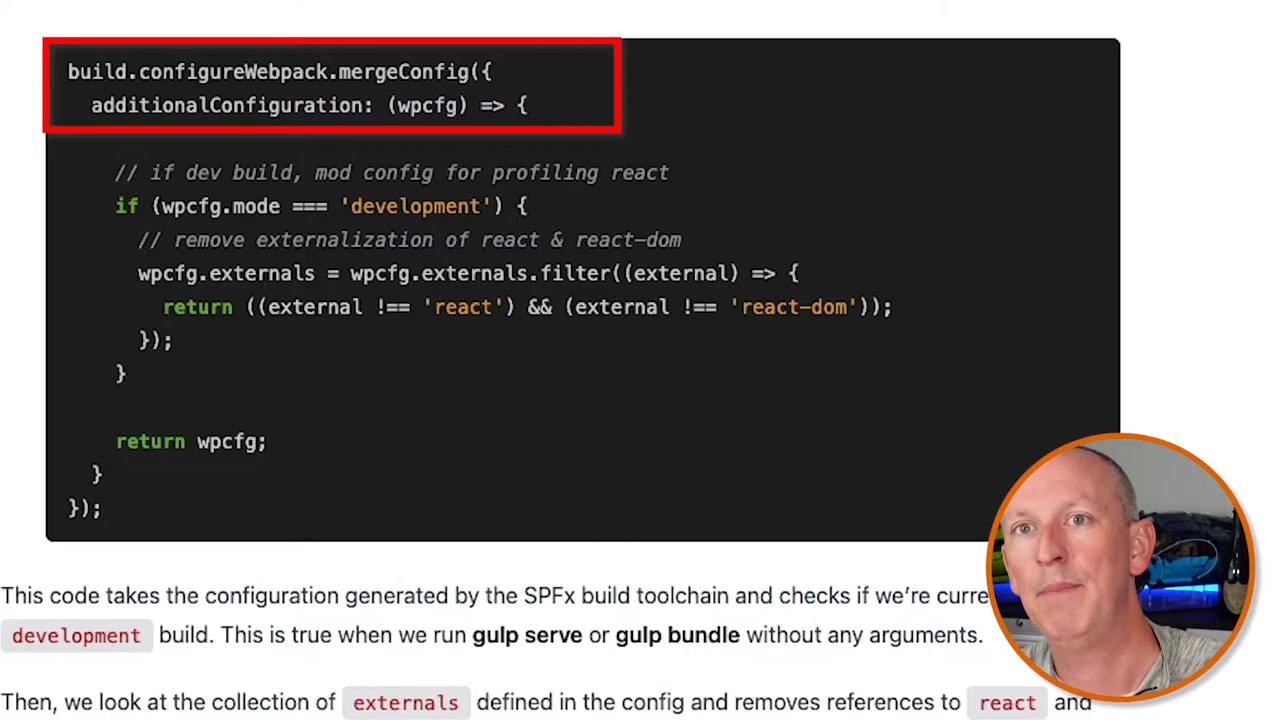 build.configureWebpack.mergeConfig({
additionalConfiguration: (wpcfg) => {
// if dev build, mod config for profiling react
if (wpcfg.mode === 'development') {
// remove externalization of react & react-dom
wpcfg.externals = wpcfg.externals.filter((external) => {
return ((external !== 'react') && (external !== 'react-dom'));
});
}
return wpcfg;
}
});
This code takes the configuration generated by the SPFx build toolchain and checks if we're
development build. This is true when we run gulp serve or gulp bundle without any arguments.
Then, we look at the collection of externals defined in the config and removes references to react and